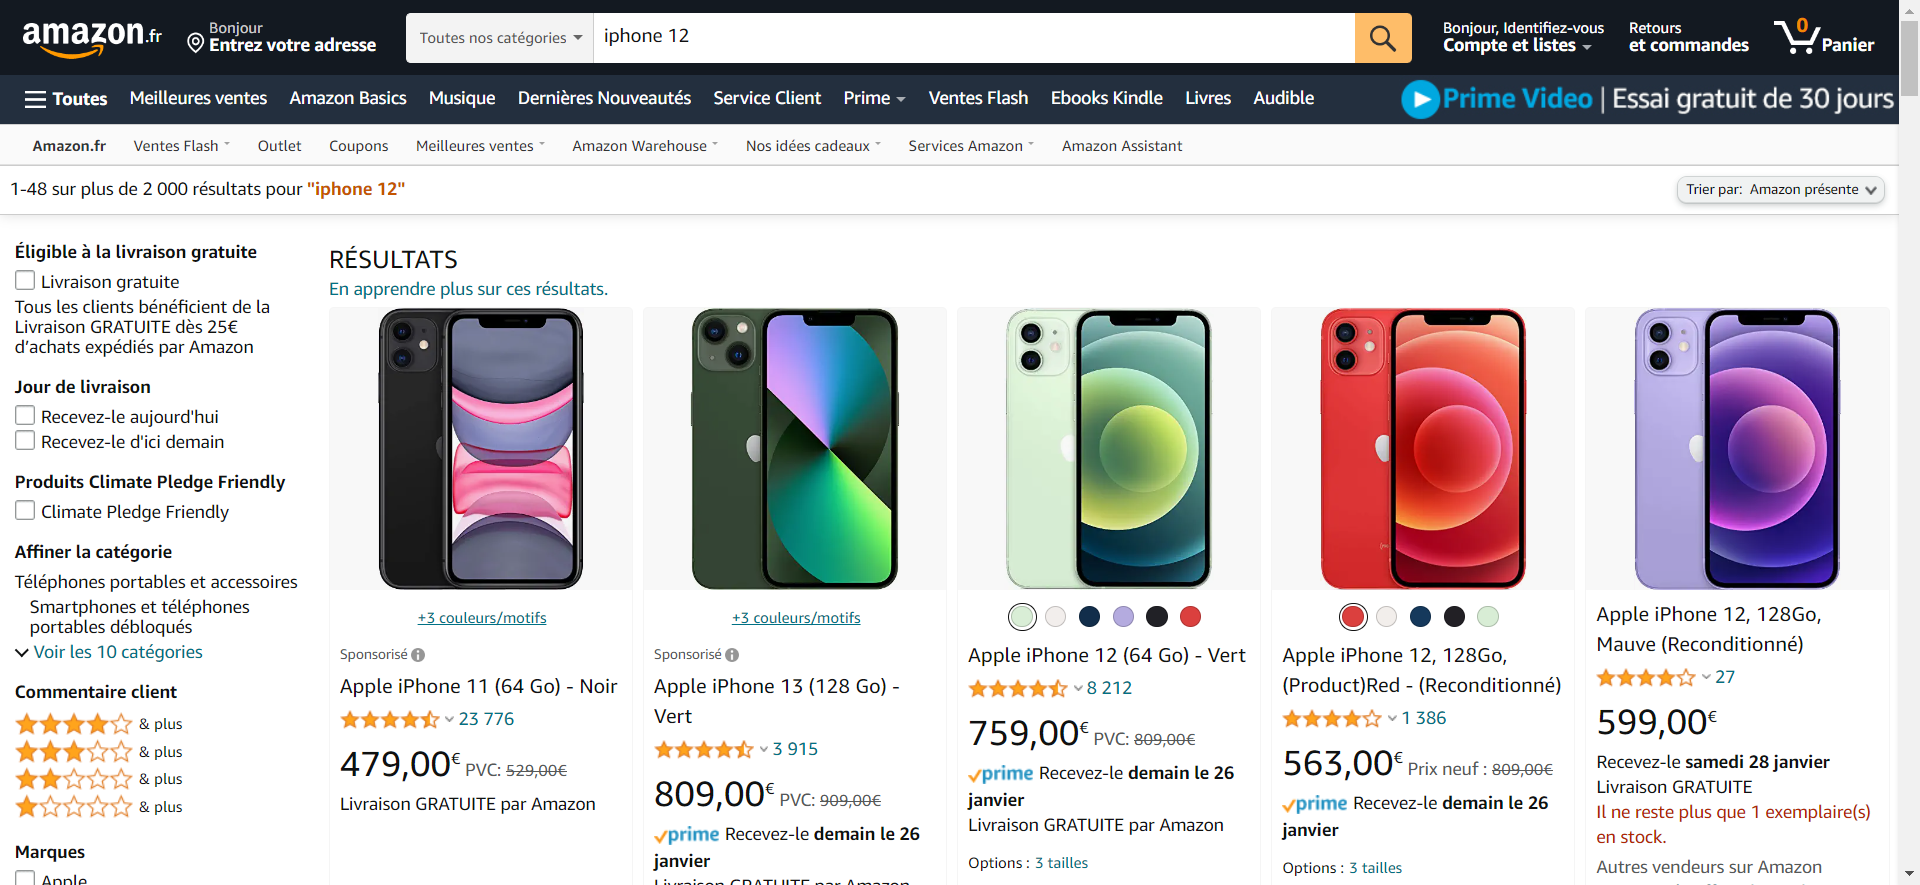 amazon.fr
Bonjour
Entrez votre adresse
Toutes nos catégories
iphone 12
Bonjour, Identifiez-vous
Compte et listes
Retours
et commandes
0
Panier
Toutes
Meilleures ventes
Amazon Basics
Musique
Dernières Nouveautés
Service Client
Prime
Ventes Flash
Ebooks Kindle
Livres
Audible
Prime Video | Essai gratuit de 30 jours
Amazon.fr
Ventes Flash
Outlet
Coupons
Meilleures ventes
Amazon Warehouse
Nos idées cadeaux
Services Amazon
Amazon Assistant
1-48 sur plus de 2 000 résultats pour "iphone 12"
Trier par: Amazon présente
Éligible à la livraison gratuite
Livraison gratuite
Tous les clients bénéficient de la
Livraison GRATUITE dès 25€
d’achats expédiés par Amazon
Jour de livraison
Recevez-le aujourd'hui
Recevez-le d'ici demain
Produits Climate Pledge Friendly
Climate Pledge Friendly
Affiner la catégorie
Téléphones portables et accessoires
Smartphones et téléphones
portables débloqués
Voir les 10 catégories
Commentaire client
& plus
& plus
& plus
& plus
Marques
Apple
RÉSULTATS
En apprendre plus sur ces résultats.
+3 couleurs/motifs
Sponsorisé
Apple iPhone 11 (64 Go) - Noir
23 776
479,00€ PVC: 529,00€
Livraison GRATUITE par Amazon
+3 couleurs/motifs
Sponsorisé
Apple iPhone 13 (128 Go) -
Vert
3 915
809,00€ PVC: 909,00€
prime Recevez-le demain le 26
janvier
Livraison GRATUITE par Amazon
Apple iPhone 12 (64 Go) - Vert
8 212
759,00€ PVC: 809,00€
prime Recevez-le demain le 26
janvier
Livraison GRATUITE par Amazon
Options : 3 tailles
Apple iPhone 12, 128Go,
(Product)Red - (Reconditionné)
1 386
563,00€ Prix neuf : 809,00€
prime Recevez-le demain le 26
janvier
Options : 3 tailles
Apple iPhone 12, 128Go,
Mauve (Reconditionné)
27
599,00€
Recevez-le samedi 28 janvier
Livraison GRATUITE
Il ne reste plus que 1 exemplaire(s)
en stock.
Autres vendeurs sur Amazon